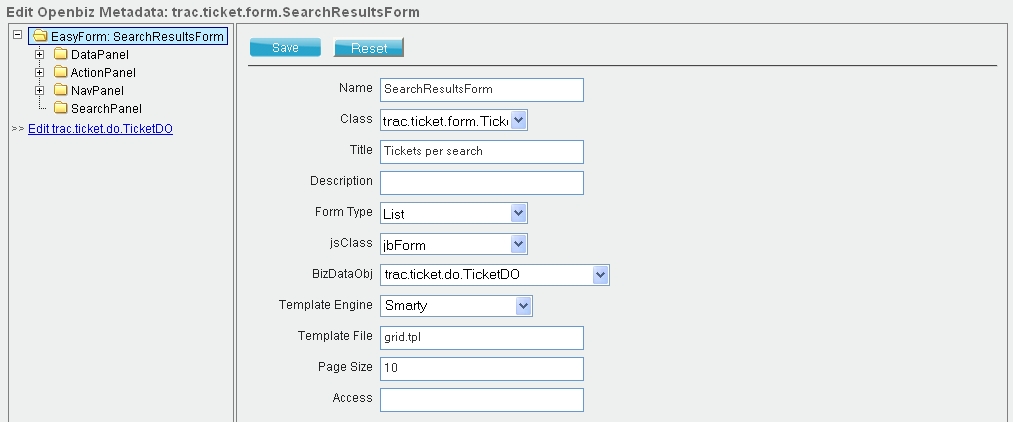 Edit Openbiz Metadata: trac.ticket.form.SearchResultsForm
EasyForm: SearchResultsForm
DataPanel
ActionPanel
NavPanel
SearchPanel
>> Edit trac.ticket.do.TicketDO
Save Reset
Name SearchResultsForm
Class trac.ticket.form.Tick
Title Tickets per search
Description
Form Type List
jsClass jbForm
BizDataObj trac.ticket.do.TicketDO
Template Engine Smarty
Template File grid.tpl
Page Size 10
Access